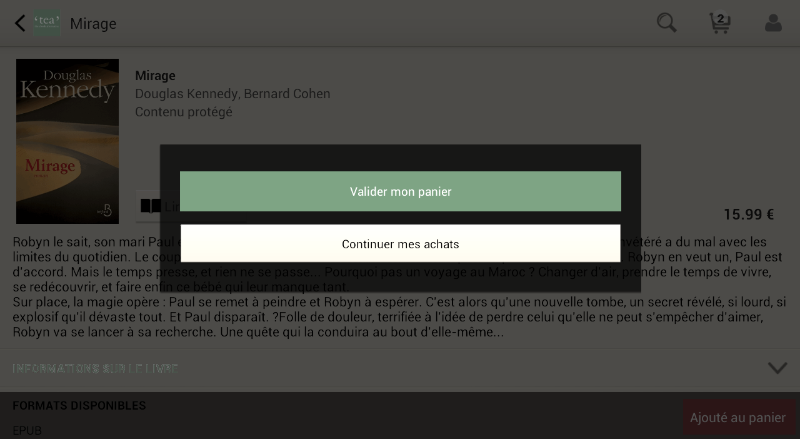 tea
Mirage
2
Douglas
Kennedy
Mirage
Mirage
Douglas Kennedy, Bernard Cohen
Contenu protégé
Valider mon panier
Continuer mes achats
15.99 €
Robyn le sait, son mari Paul avec les
limites du quotidien. Le Robyn en veut un, Paul est
d'accord. Mais le temps presse, et rien ne se passe... Pourquoi pas un voyage au Maroc ? Changer d'air, prendre le temps de vivre,
se redécouvrir, et faire enfin ce bébé qui leur manque tant.
Sur place, la magie opère : Paul se remet à peindre et Robyn à espérer. C'est alors qu'une nouvelle tombe, un secret révélé, si lourd, si
explosif qu'il dévaste tout. Et Paul disparaît. ?Folle de douleur, terrifiée à l'idée de perdre celui qu'elle ne peut s'empêcher d'aimer,
Robyn va se lancer à sa recherche. Une quête qui la conduira au bout d'elle-même...
INFORMATIONS SUR LE LIVRE
FORMATS DISPONIBLES
EPUB
Ajouté au panier